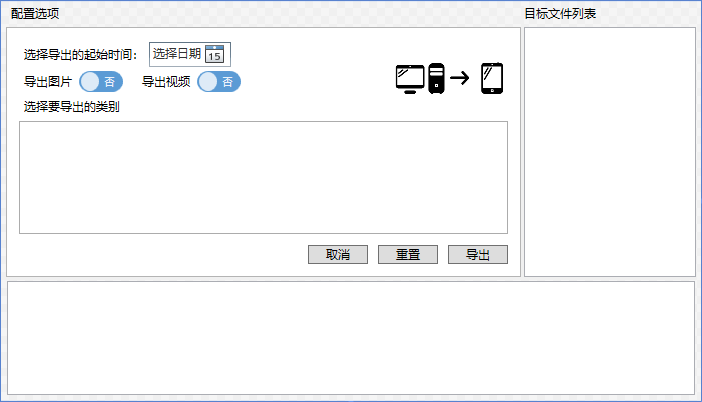 配置选项
目标文件列表
选择导出的起始时间：
选择日期
15
导出图片
否
导出视频
否
选择要导出的类别
取消
重置
导出